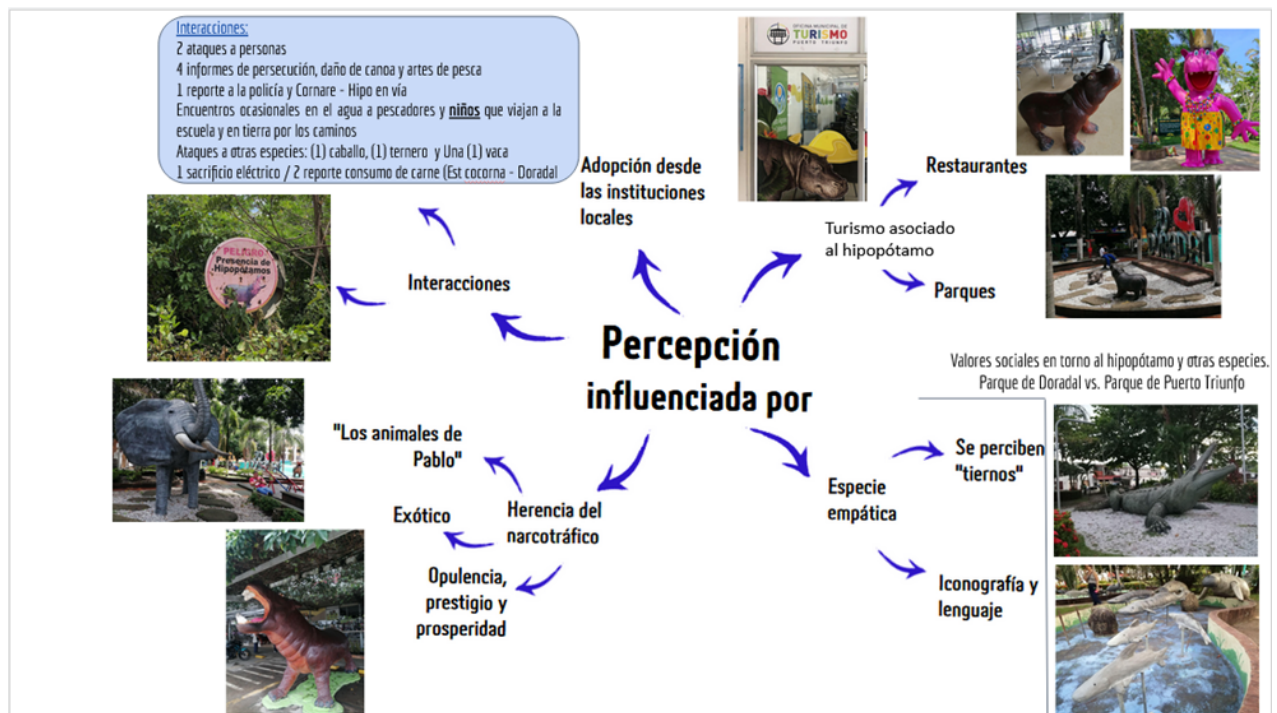 Interacciones:
2 ataques a personas
4 informes de persecución, daño de canoa y artes de pesca
1 reporte a la policía y Cornare - Hipo en vía
Encuentros ocasionales en el agua a pescadores y niños que viajan a la
escuela y en tierra por los caminos
Ataques a otras especies: (1) caballo, (1) ternero y Una (1) vaca
1 sacrificio eléctrico / 2 reporte consumo de carne (Est cocorna - Doradal
OFICINA MUNICIPAL DE
TURISMO
PUERTO TRIUNFO
Adopción desde
las instituciones
locales
Restaurantes
Turismo asociado
al hipopótamo
Parques
PELIGRO
Presencia de
Hipopótamos
Interacciones
Percepción
influenciada por
Valores sociales en torno al hipopótamo y otras especies.
Parque de Doradal vs. Parque de Puerto Triunfo
"Los animales de
Pablo"
Exótico
Herencia del
narcotráfico
Opulencia,
prestigio y
prosperidad
Especie
empática
Se perciben
"tiernos"
Iconografía y
lenguaje